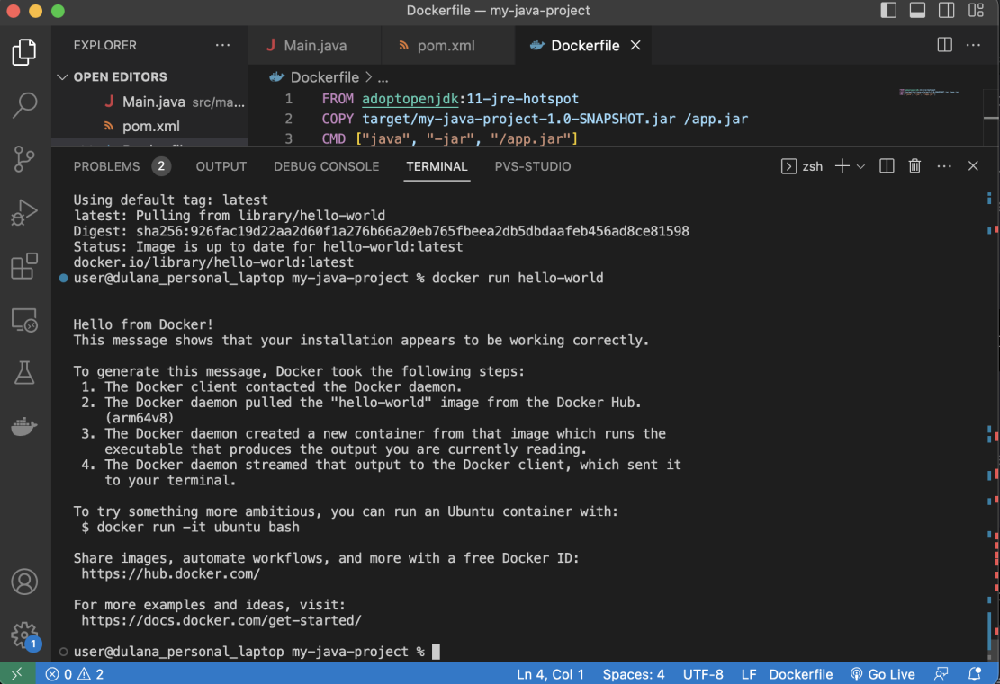 Dockerfile — my-java-project
EXPLORER
Main.java
pom.xml
Dockerfile
OPEN EDITORS
Main.java src/ma...
pom.xml
Dockerfile > ...
1 FROM adoptopenjdk:11-jre-hotspot
2 COPY target/my-java-project-1.0-SNAPSHOT.jar /app.jar
3 CMD ["java", "-jar", "/app.jar"]
PROBLEMS 2 OUTPUT DEBUG CONSOLE TERMINAL PVS-STUDIO
zsh
Using default tag: latest
latest: Pulling from library/hello-world
Digest: sha256:926fac19d22aa2d60f1a276b66a20eb765fbeea2db5dbdaafeb456ad8ce81598
Status: Image is up to date for hello-world:latest
docker.io/library/hello-world:latest
user@dulana_personal_laptop my-java-project % docker run hello-world
Hello from Docker!
This message shows that your installation appears to be working correctly.
To generate this message, Docker took the following steps:
1. The Docker client contacted the Docker daemon.
2. The Docker daemon pulled the "hello-world" image from the Docker Hub.
(arm64v8)
3. The Docker daemon created a new container from that image which runs the
executable that produces the output you are currently reading.
4. The Docker daemon streamed that output to the Docker client, which sent it
to your terminal.
To try something more ambitious, you can run an Ubuntu container with:
$ docker run -it ubuntu bash
Share images, automate workflows, and more with a free Docker ID:
https://hub.docker.com/
For more examples and ideas, visit:
https://docs.docker.com/get-started/
user@dulana_personal_laptop my-java-project %
1
0 2 Ln 4, Col 1 Spaces: 4 UTF-8 LF Dockerfile Go Live